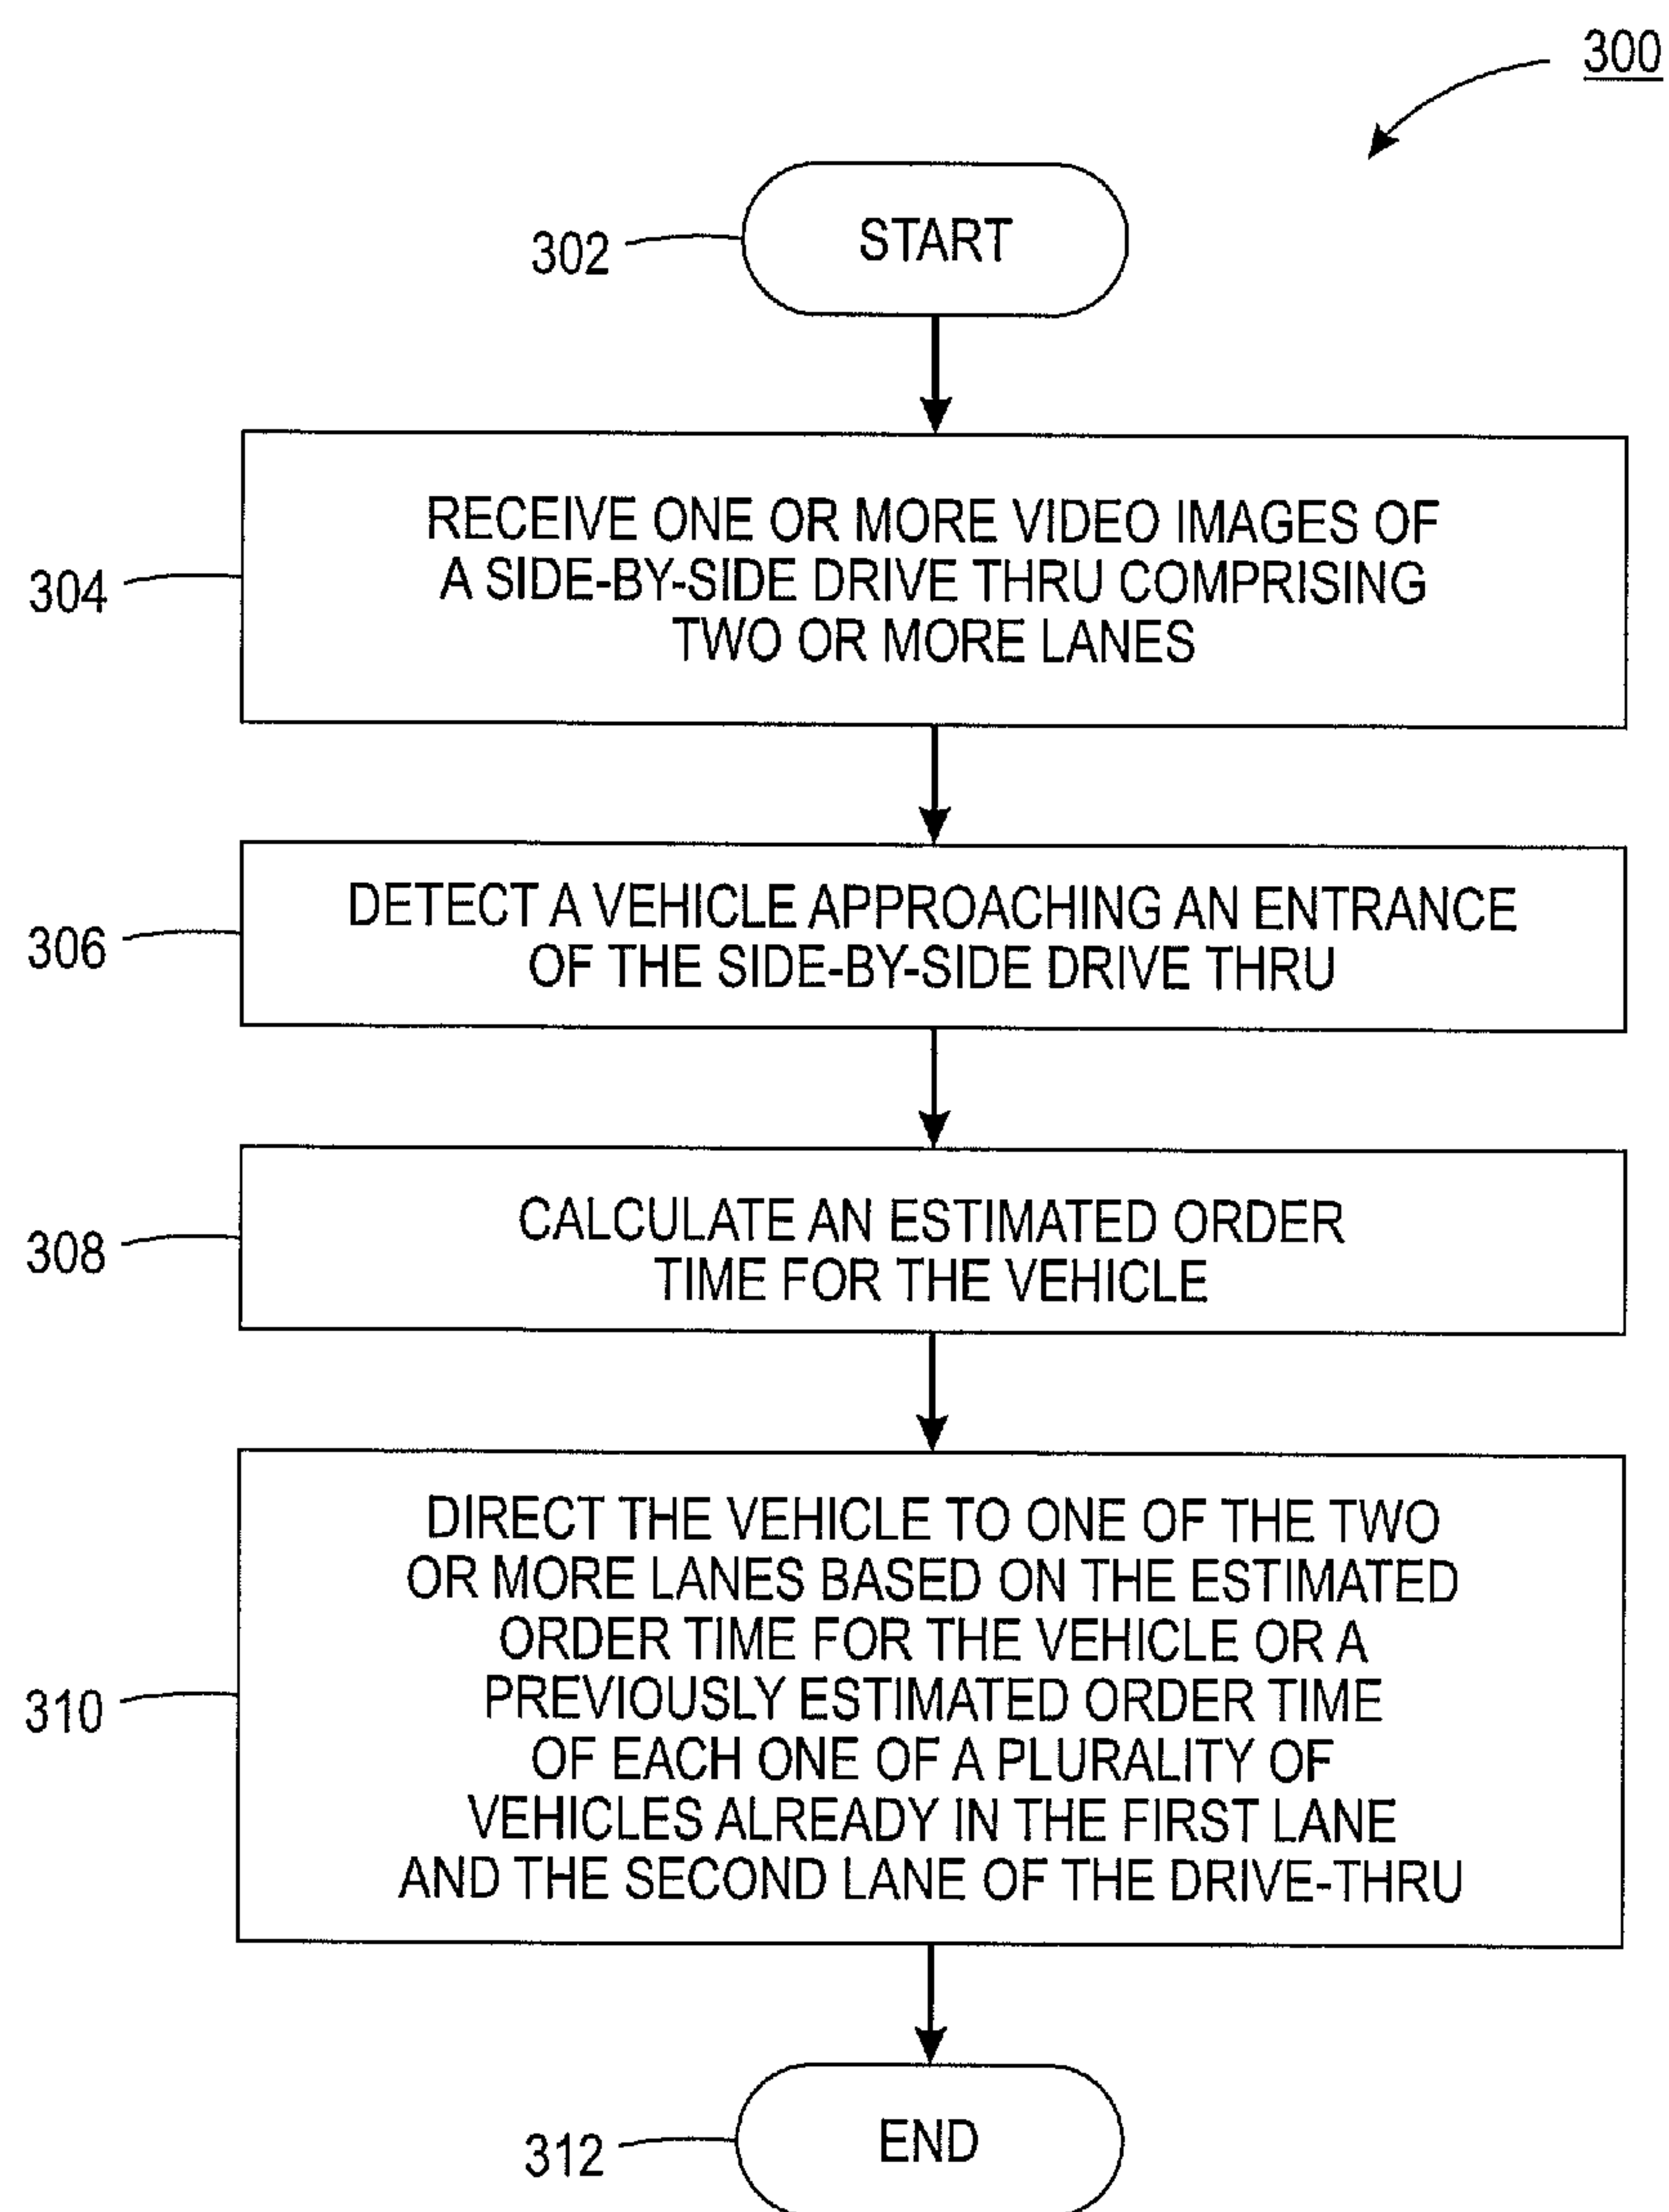 300
302
START
304
RECEIVE ONE OR MORE VIDEO IMAGES OF
A SIDE-BY-SIDE DRIVE THRU COMPRISING
TWO OR MORE LANES
306
DETECT A VEHICLE APPROACHING AN ENTRANCE
OF THE SIDE-BY-SIDE DRIVE THRU
308
CALCULATE AN ESTIMATED ORDER
TIME FOR THE VEHICLE
310
DIRECT THE VEHICLE TO ONE OF THE TWO
OR MORE LANES BASED ON THE ESTIMATED
ORDER TIME FOR THE VEHICLE OR A
PREVIOUSLY ESTIMATED ORDER TIME
OF EACH ONE OF A PLURALITY OF
VEHICLES ALREADY IN THE FIRST LANE
AND THE SECOND LANE OF THE DRIVE-THRU
312
END